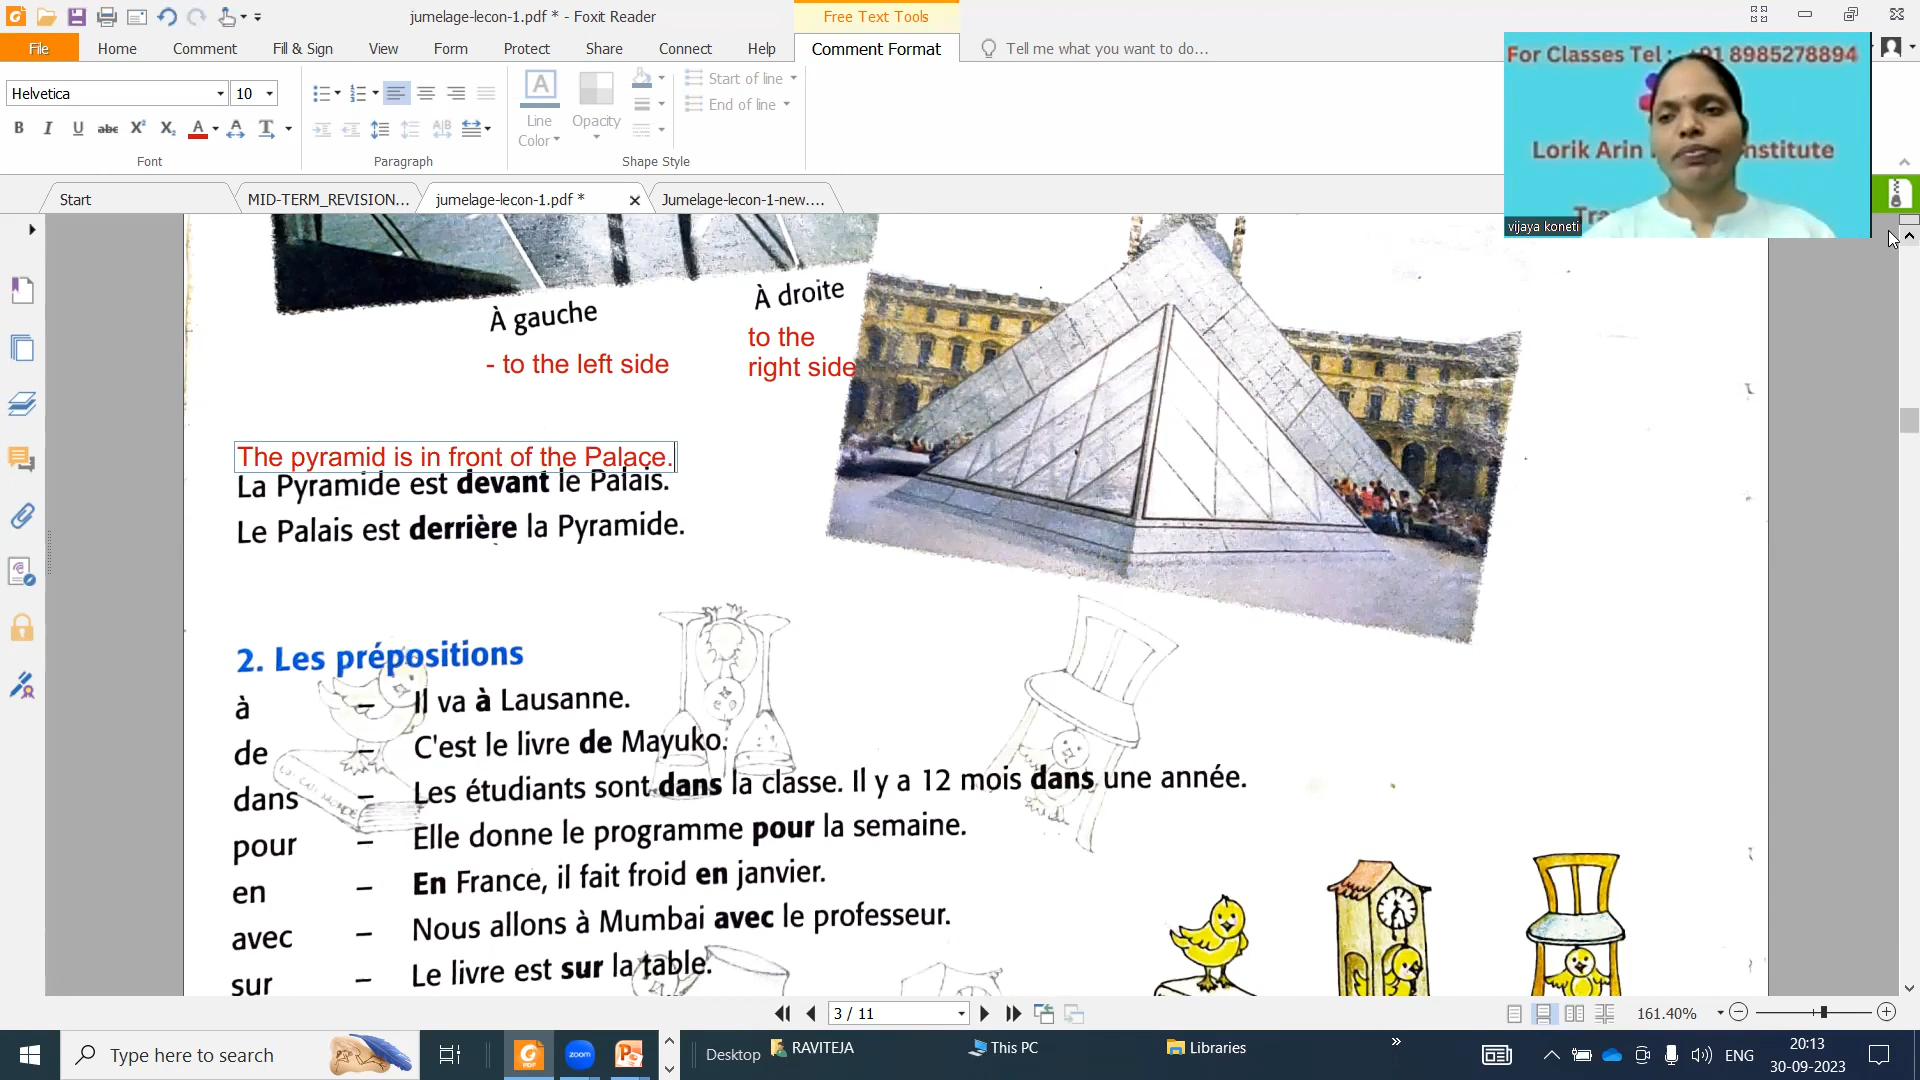 jumelage-lecon-1.pdf * - Foxit Reader
Free Text Tools
File
Home
Comment
Fill & Sign
View
Form
Protect
Share
Connect
Help
Comment Format
Tell me what you want to do...
Helvetica
10
B I U abc X² X₂ A A T
Line
Color
Opacity
Start of line
End of line
Font
Paragraph
Shape Style
For Classes Tel : +91 8985278894
Lorik Arin
nstitute
vijaya koneti
Start
MID-TERM_REVISION...
jumelage-lecon-1.pdf *
Jumelage-lecon-1-new....
À gauche
À droite
- to the left side
to the
right side
The pyramid is in front of the Palace.
La Pyramide est devant le Palais.
Le Palais est derrière la Pyramide.
2. Les prépositions
à – Il va à Lausanne.
de – C'est le livre de Mayuko.
dans – Les étudiants sont dans la classe. Il y a 12 mois dans une année.
pour – Elle donne le programme pour la semaine.
en – En France, il fait froid en janvier.
avec – Nous allons à Mumbai avec le professeur.
sur – Le livre est sur la table.
3 / 11
161.40%
Type here to search
zoom
Desktop
RAVITEJA
This PC
Libraries
»
ENG
20:13
30-09-2023